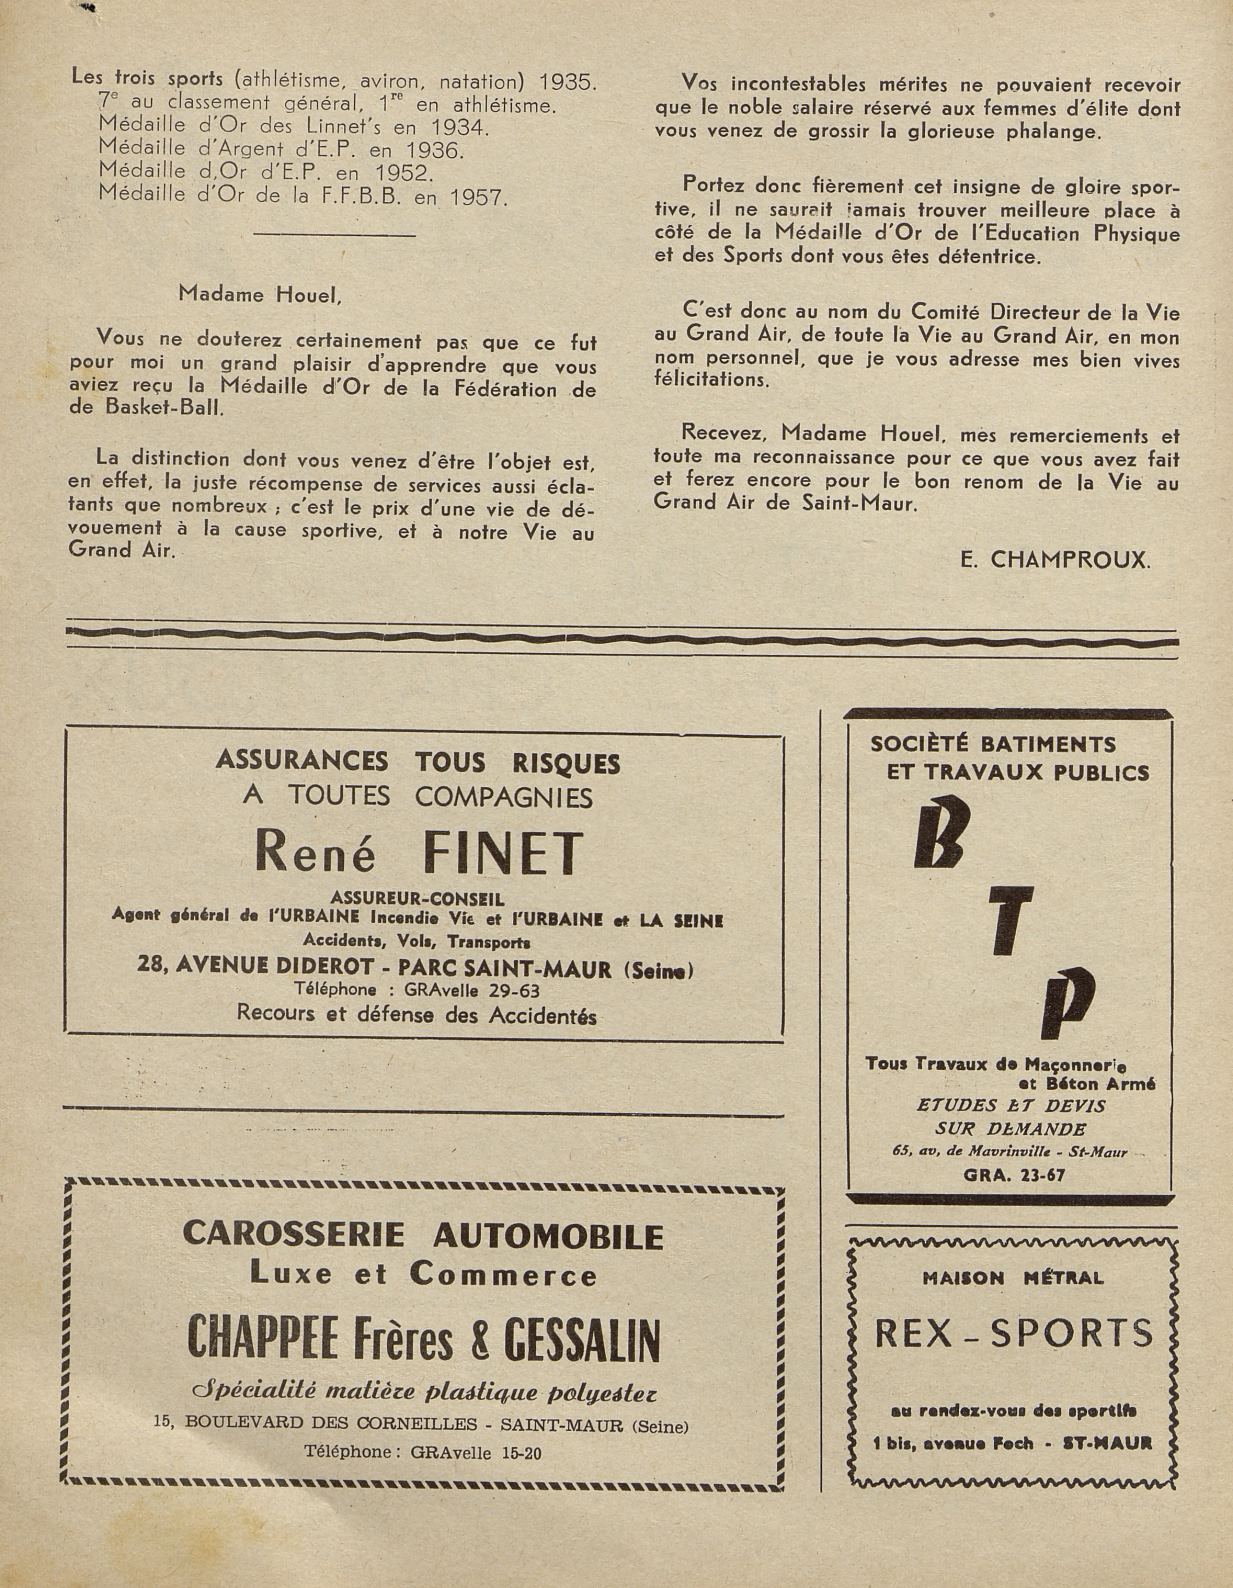 Les trois sports (athlétisme, aviron, natation) 1935.
7e au classement général, 1re en athlétisme.
Médaille d'Or des Linnet's en 1934.
Médaille d'Argent d'E.P. en 1936.
Médaille d,Or d'E.P. en 1952.
Médaille d'Or de la F.F.B.B. en 1957.
Madame Houel,
Vous ne douterez certainement pas que ce fut
pour moi un grand plaisir d'apprendre que vous
aviez reçu la Médaille d'Or de la Fédération de
de Basket-Ball.
La distinction dont vous venez d'être l'objet est,
en effet, la juste récompense de services aussi écla-
tants que nombreux ; c'est le prix d'une vie de dé-
vouement à la cause sportive, et à notre Vie au
Grand Air.
Vos incontestables mérites ne pouvaient recevoir
que le noble salaire réservé aux femmes d'élite dont
vous venez de grossir la glorieuse phalange.
Portez donc fièrement cet insigne de gloire spor-
tive, il ne saurait jamais trouver meilleure place à
côté de la Médaille d'Or de l'Education Physique
et des Sports dont vous êtes détentrice.
C'est donc au nom du Comité Directeur de la Vie
au Grand Air, de toute la Vie au Grand Air, en mon
nom personnel, que je vous adresse mes bien vives
félicitations.
Recevez, Madame Houel, mes remerciements et
toute ma reconnaissance pour ce que vous avez fait
et ferez encore pour le bon renom de la Vie au
Grand Air de Saint-Maur.
E. CHAMPROUX.
ASSURANCES TOUS RISQUES
A TOUTES COMPAGNIES
René FINET
ASSUREUR-CONSEIL
Agent général de l'URBAINE Incendie Vie et l'URBAINE et LA SEINE
Accidents, Vols, Transports
28, AVENUE DIDEROT - PARC SAINT-MAUR (Seine)
Téléphone : GRAvelle 29-63
Recours et défense des Accidentés
CAROSSERIE AUTOMOBILE
Luxe et Commerce
CHAPPEE Frères & GESSALIN
Spécialité matière plastique polyester
15, BOULEVARD DES CORNEILLES - SAINT-MAUR (Seine)
Téléphone : GRAvelle 15-20
SOCIÈTÉ BATIMENTS
ET TRAVAUX PUBLICS
B
T
P
Tous Travaux de Maçonnerie
et Béton Armé
ETUDES ET DEVIS
SUR DEMANDE
65, av, de Mavrinville - St-Maur
GRA. 23-67
MAISON MÉTRAL
REX - SPORTS
au rendez-vous des sportifs
1 bis, avenue Foch - ST-MAUR